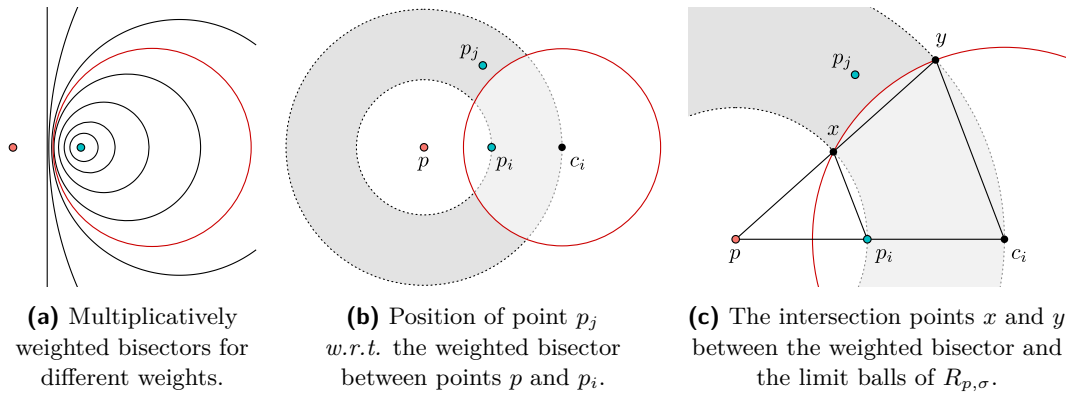 p_j
p
p_i
c_i
y
p_j
x
p
p_i
c_i
(a) Multiplicatively
weighted bisectors for
different weights.
(b) Position of point p_j
w.r.t. the weighted bisector
between points p and p_i.
(c) The intersection points x and y
between the weighted bisector and
the limit balls of R_{p,σ}.